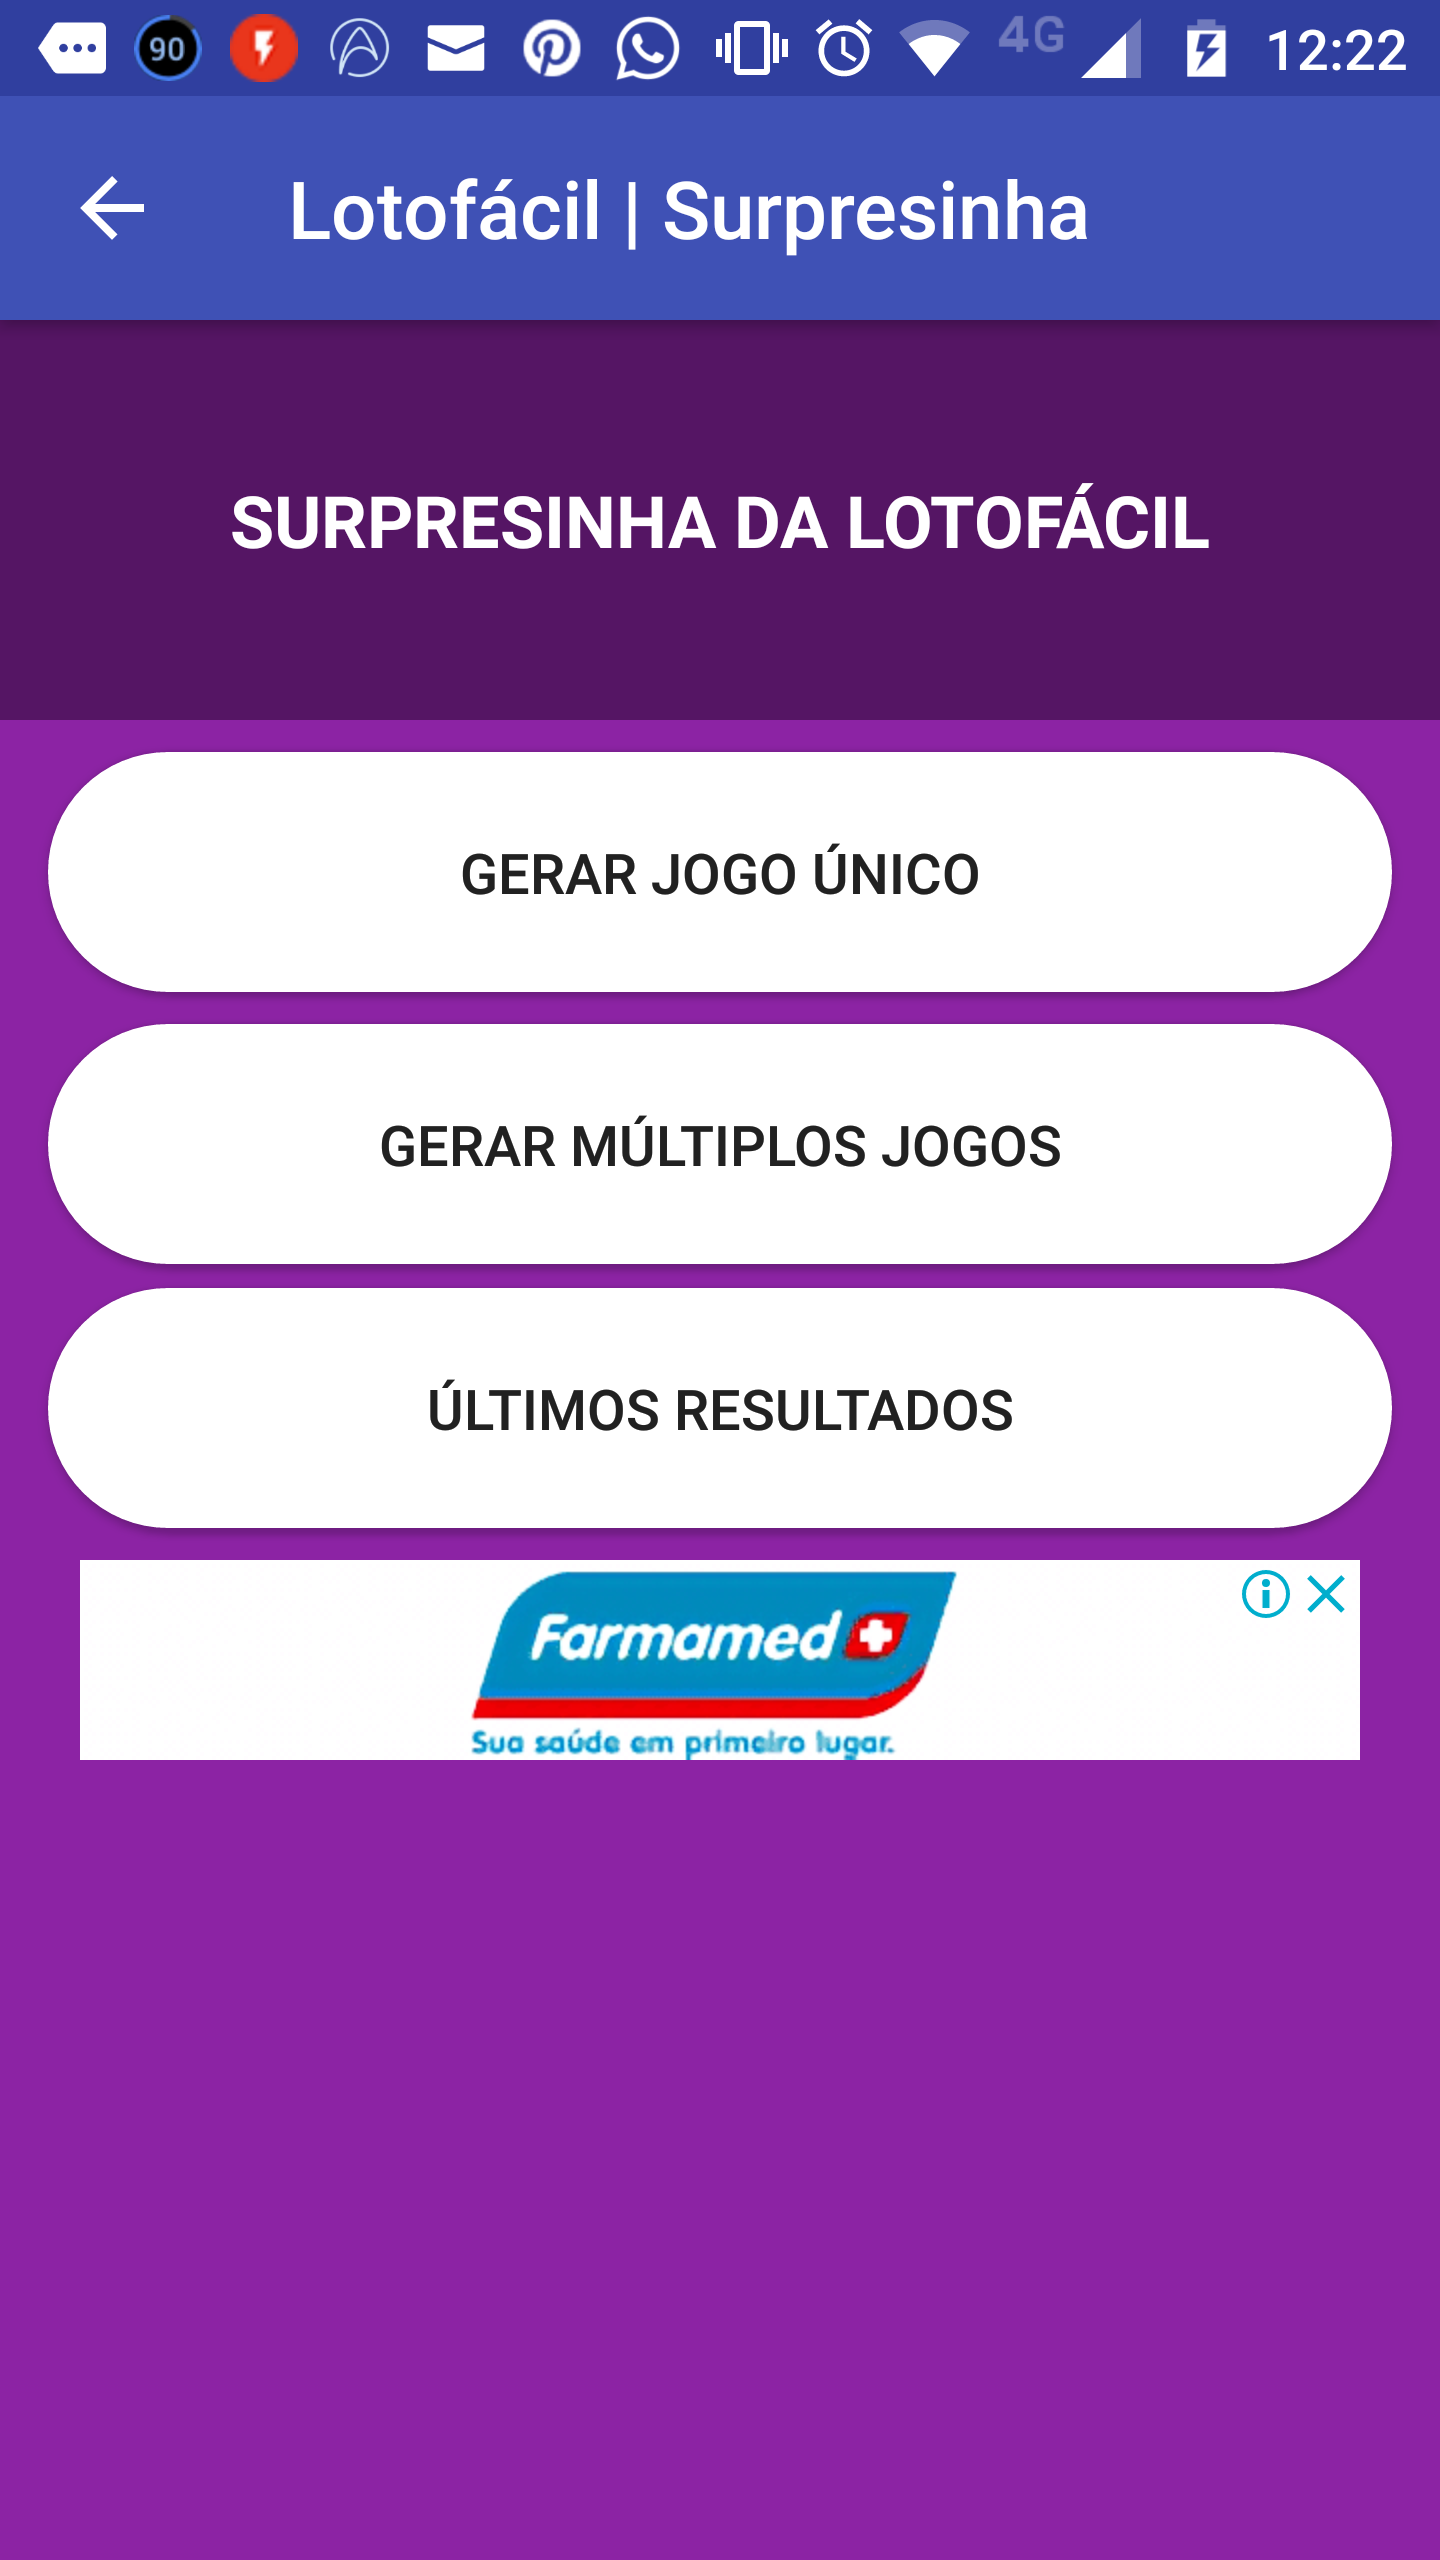 90
4G
12:22
Lotofácil | Surpresinha
SURPRESINHA DA LOTOFÁCIL
GERAR JOGO ÚNICO
GERAR MÚLTIPLOS JOGOS
ÚLTIMOS RESULTADOS
Farmamed
Sua saúde em primeiro lugar.